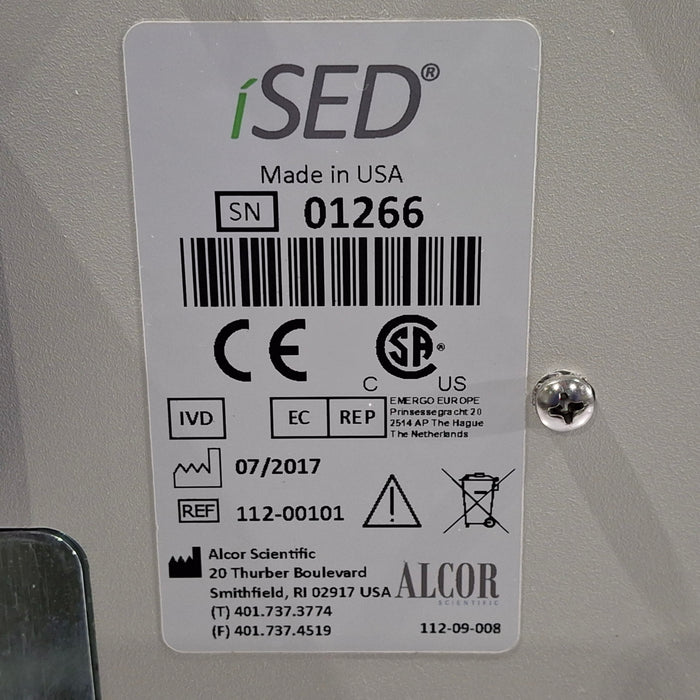 iSED®
Made in USA
SN 01266
CE
CSA®
C US
IVD
EC REP
EMERGO EUROPE
Prinsessegracht 20
2514 AP The Hague
The Netherlands
07/2017
REF 112-00101
Alcor Scientific
20 Thurber Boulevard
Smithfield, RI 02917 USA
(T) 401.737.3774
(F) 401.737.4519
ALCOR
SCIENTIFIC
112-09-008